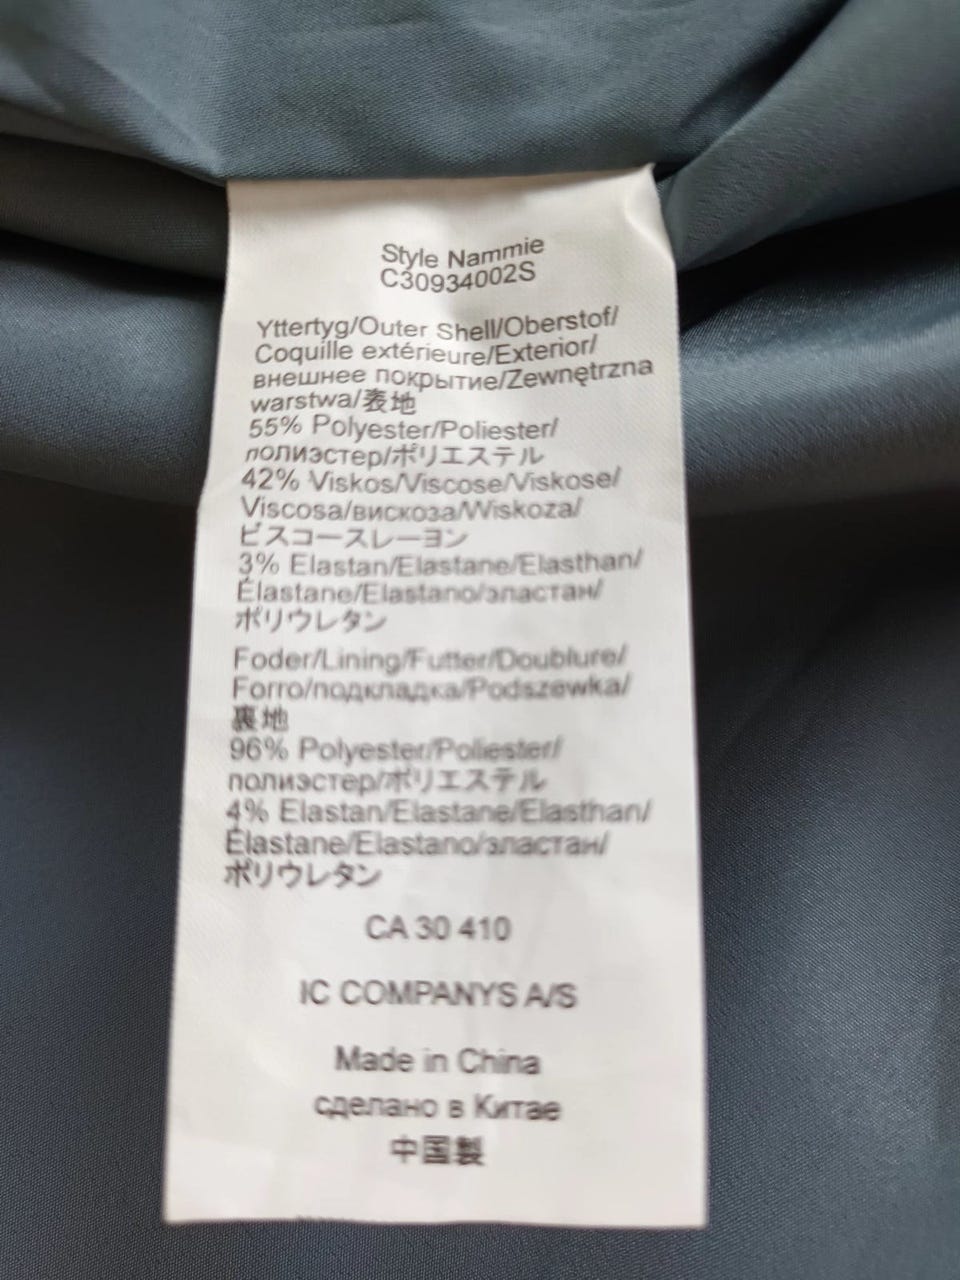 Style Nammie
C30934002S
Yttertyg/Outer Shell/Oberstof/
Coquille extérieure/Exterior/
внешнее покрытие/Zewnętrzna
warstwa/表地
55% Polyester/Poliester/
полиэстер/ポリエステル
42% Viskos/Viscose/Viskose/
Viscosa/вискоза/Wiskoza/
ビスコースレーヨン
3% Elastan/Elastane/Elasthan/
Élastane/Elastano/эластан/
ポリウレタン
Foder/Lining/Futter/Doublure/
Forro/подкладка/Podszewka/
裏地
96% Polyester/Poliester/
полиэстер/ポリエステル
4% Elastan/Elastane/Elasthan/
Élastane/Elastano/эластан/
ポリウレタン
CA 30 410
IC COMPANYS A/S
Made in China
сделано в Китае
中国製